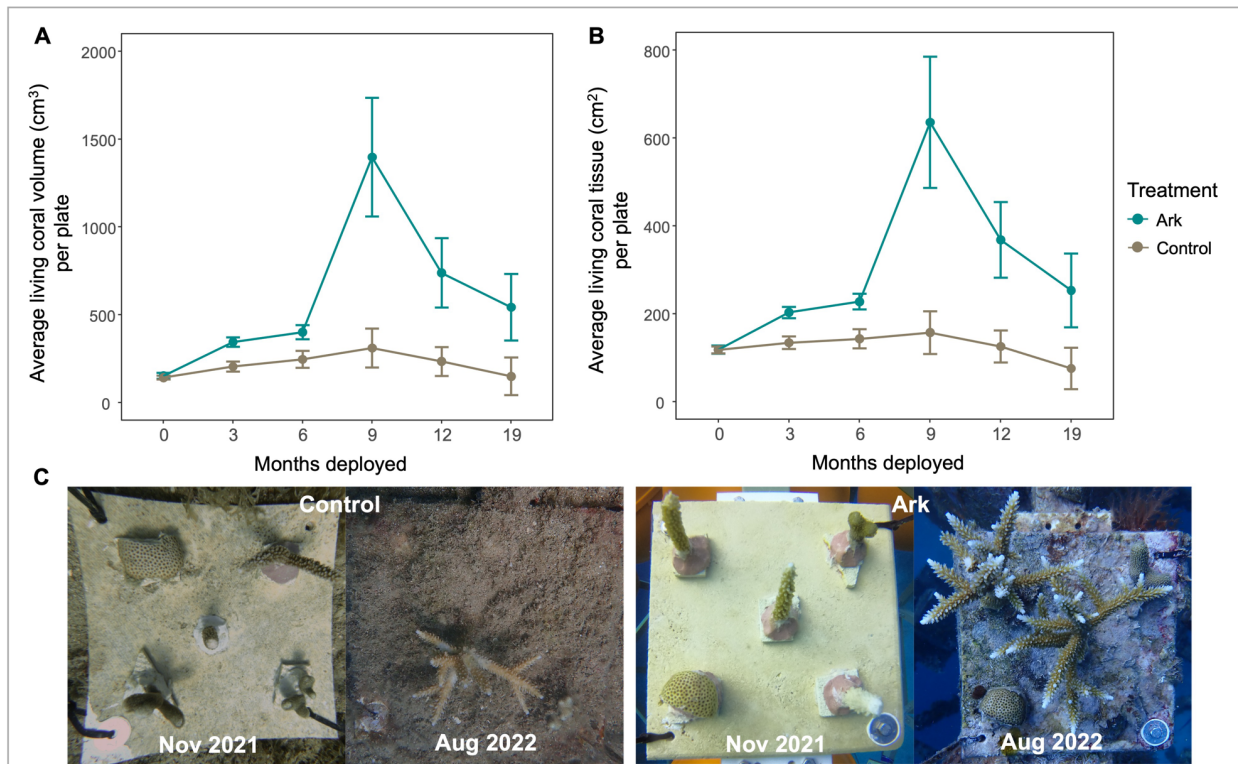 A
Average living coral volume (cm³)
per plate
2000
1500
1000
500
0
0 3 6 9 12 19
Months deployed
B
Average living coral tissue (cm²)
per plate
800
600
400
200
0
0 3 6 9 12 19
Months deployed
Treatment
Ark
Control
C
Control
Nov 2021
Aug 2022
Ark
Nov 2021
Aug 2022